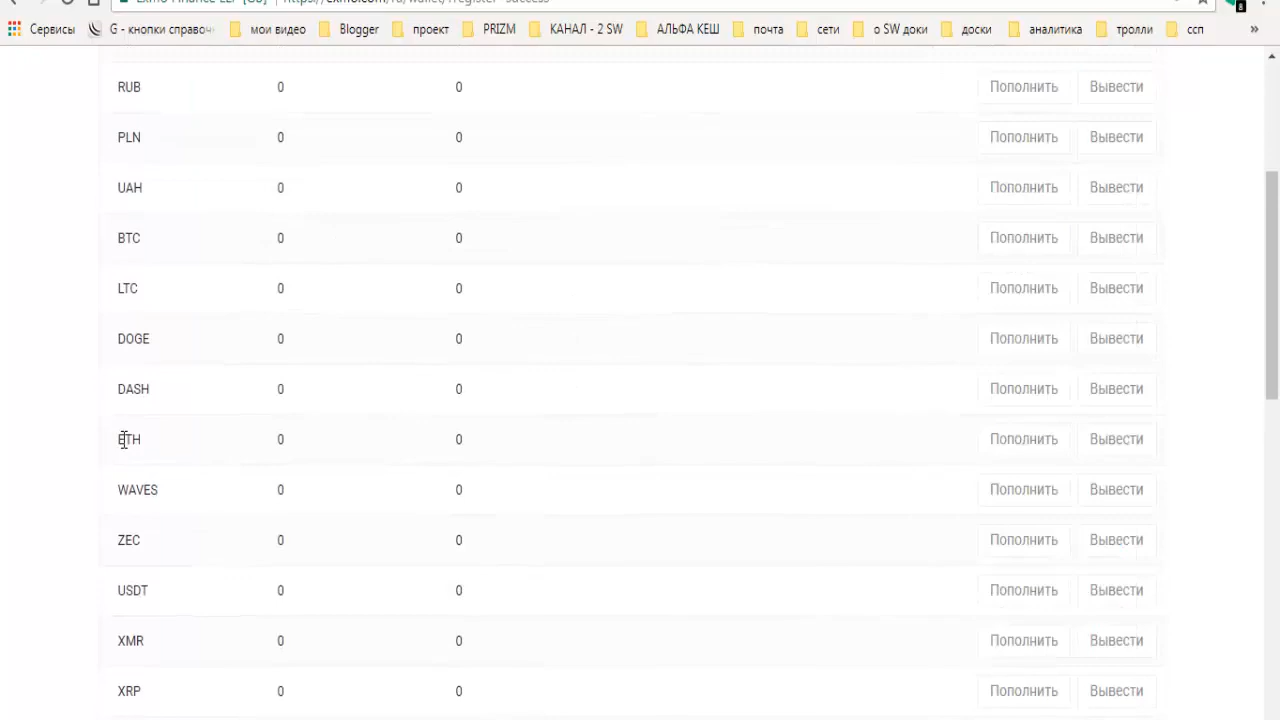 Сервисы G - кнопки справоч мои видео Blogger проект PRIZM КАНАЛ - 2 SW АЛЬФА КЕШ почта сети о SW доки доски аналитика тролли ссп »
RUB 0 0 Пополнить Вывести
PLN 0 0 Пополнить Вывести
UAH 0 0 Пополнить Вывести
BTC 0 0 Пополнить Вывести
LTC 0 0 Пополнить Вывести
DOGE 0 0 Пополнить Вывести
DASH 0 0 Пополнить Вывести
ETH 0 0 Пополнить Вывести
WAVES 0 0 Пополнить Вывести
ZEC 0 0 Пополнить Вывести
USDT 0 0 Пополнить Вывести
XMR 0 0 Пополнить Вывести
XRP 0 0 Пополнить Вывести